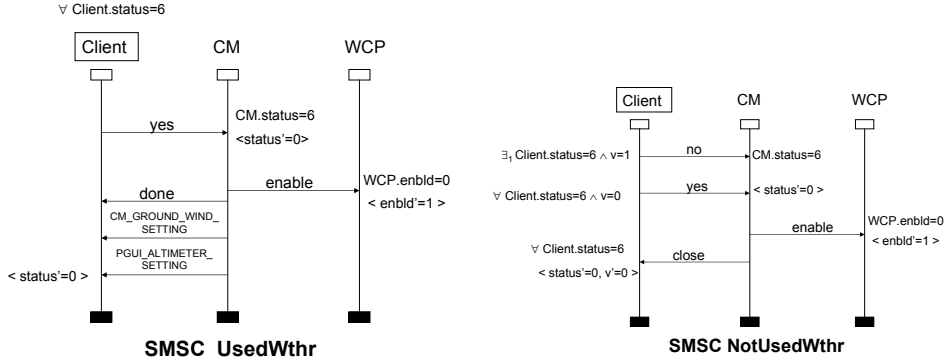 ∀ Client.status=6
Client CM WCP
yes
CM.status=6
<status'=0>
enable
WCP.enbld=0
< enbld'=1 >
done
CM_GROUND_WIND_
SETTING
PGUI_ALTIMETER_
SETTING
< status'=0 >
SMSC UsedWthr
Client CM WCP
∃1 Client.status=6 ∧ v=1
no
CM.status=6
∀ Client.status=6 ∧ v=0
yes
< status'=0 >
enable
WCP.enbld=0
< enbld'=1 >
∀ Client.status=6
close
< status'=0, v'=0 >
SMSC NotUsedWthr